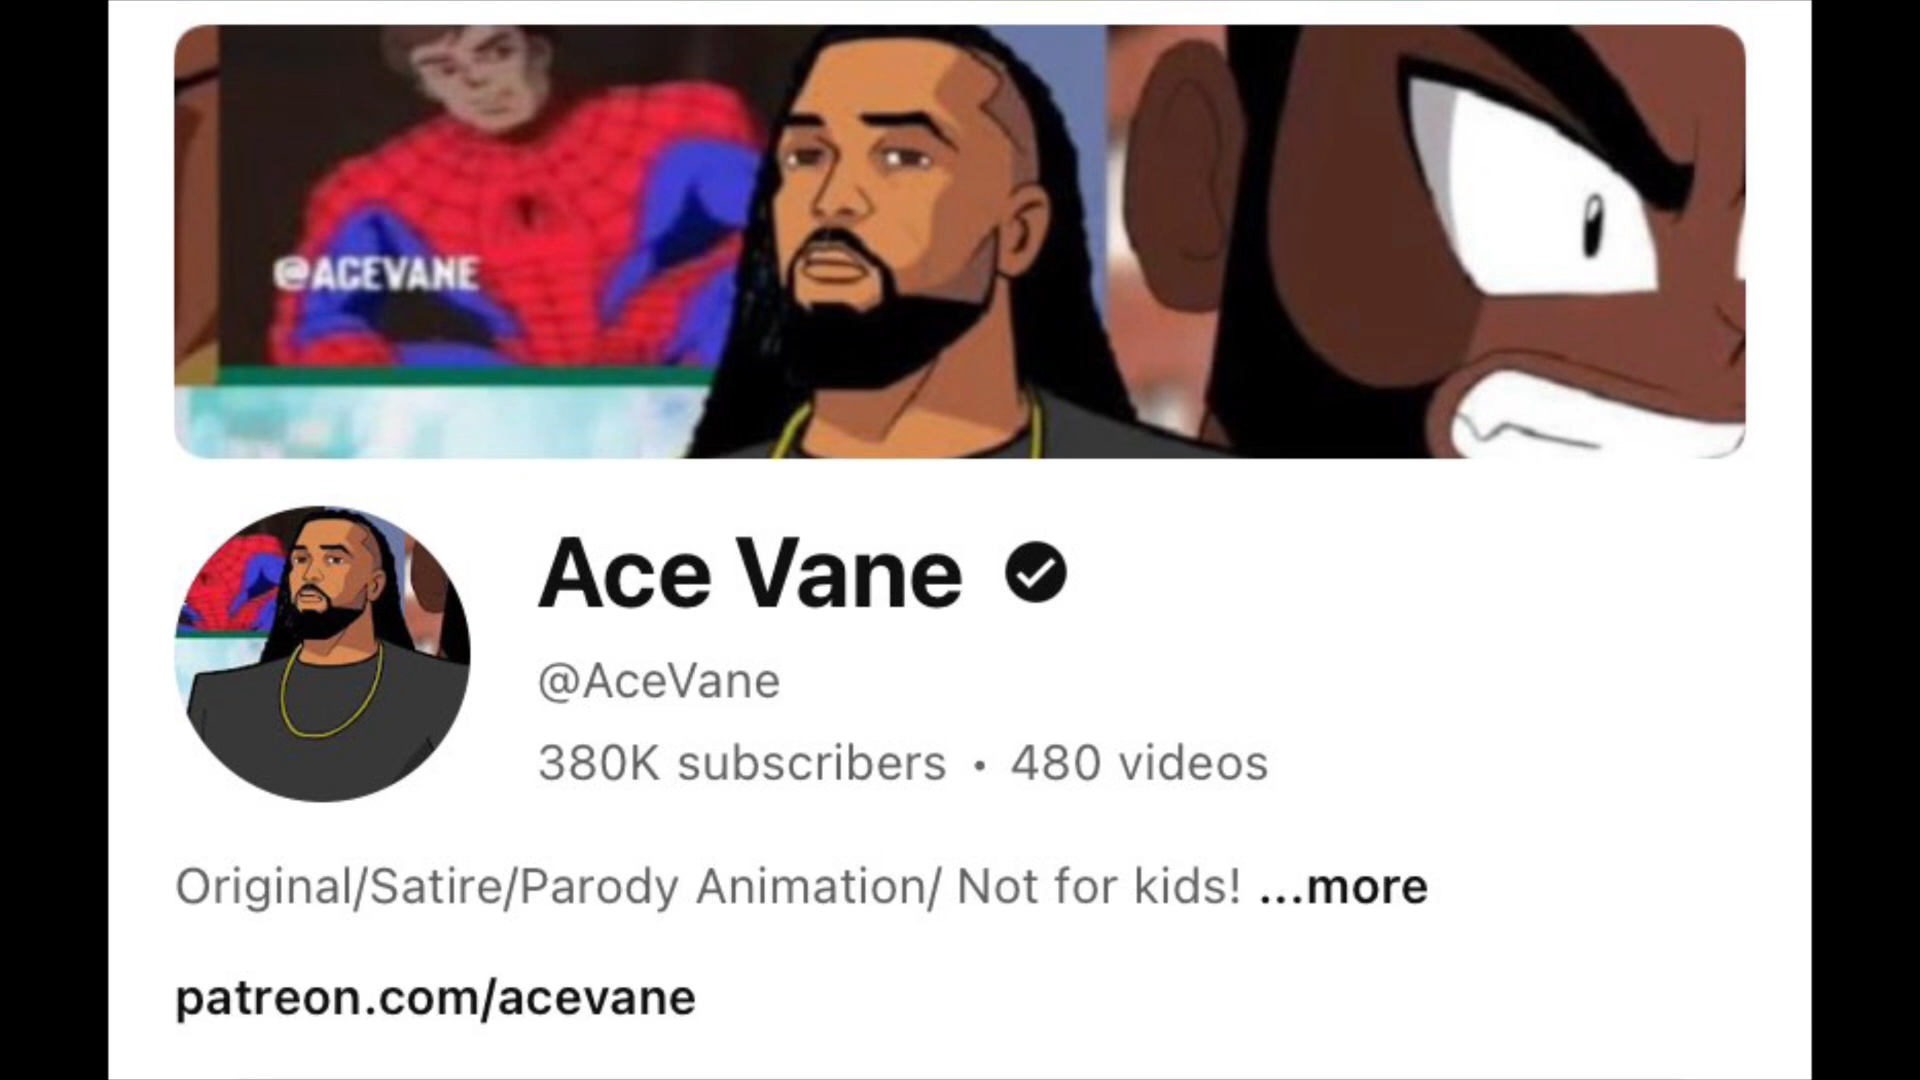 @ACEVANE
Ace Vane
@AceVane
380K subscribers • 480 videos
Original/Satire/Parody Animation/ Not for kids! ...more
patreon.com/acevane